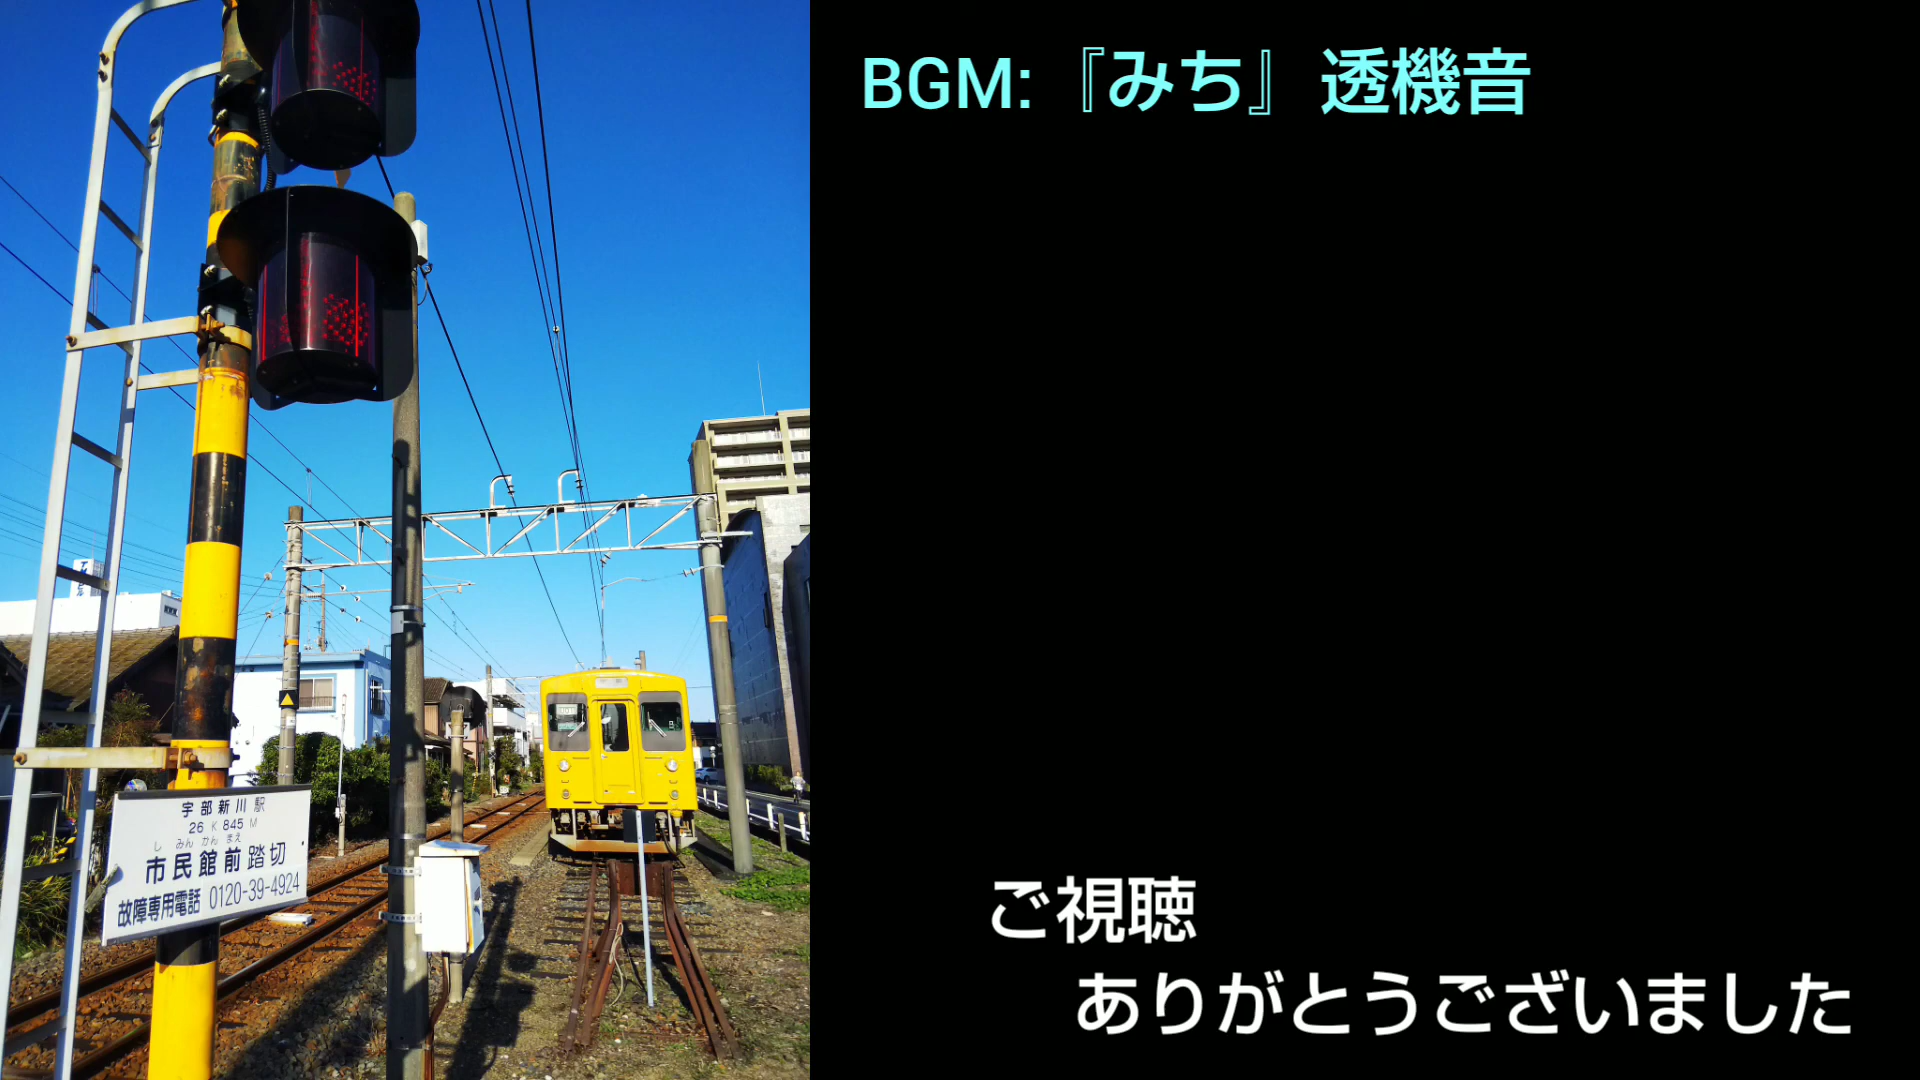 BGM:『みち』 透機音
宇部新川駅
26K845M
しみんかんまえ
市民館前踏切
故障専用電話 0120-39-4924
ご視聴
ありがとうございました